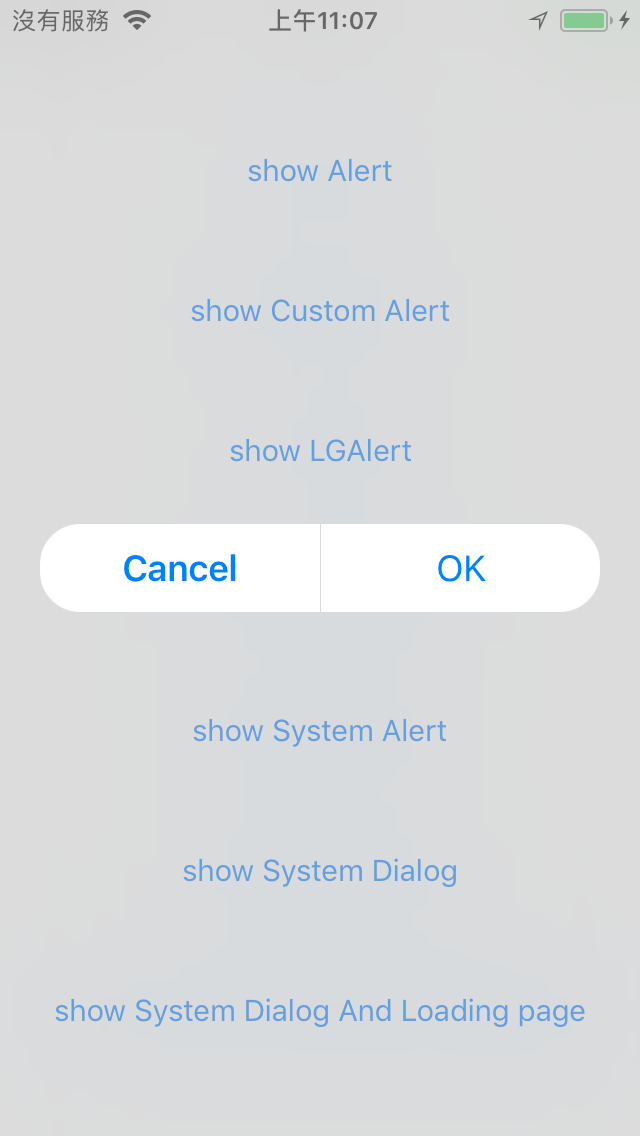 沒有服務 上午11:07
show Alert
show Custom Alert
show LGAlert
Cancel OK
show System Alert
show System Dialog
show System Dialog And Loading page